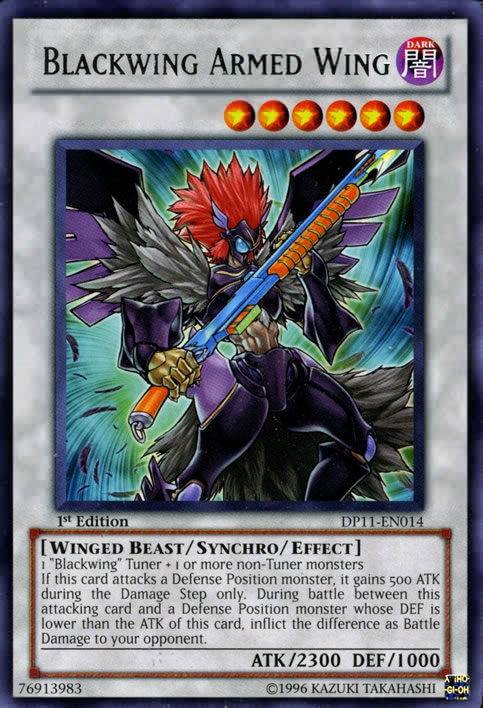 BLACKWING ARMED WING
DARK
闇
1st Edition
DP11-EN014
[WINGED BEAST/SYNCHRO/EFFECT]
1 "Blackwing" Tuner + 1 or more non-Tuner monsters
If this card attacks a Defense Position monster, it gains 500 ATK
during the Damage Step only. During battle between this
attacking card and a Defense Position monster whose DEF is
lower than the ATK of this card, inflict the difference as Battle
Damage to your opponent.
ATK/2300 DEF/1000
76913983
©1996 KAZUKI TAKAHASHI